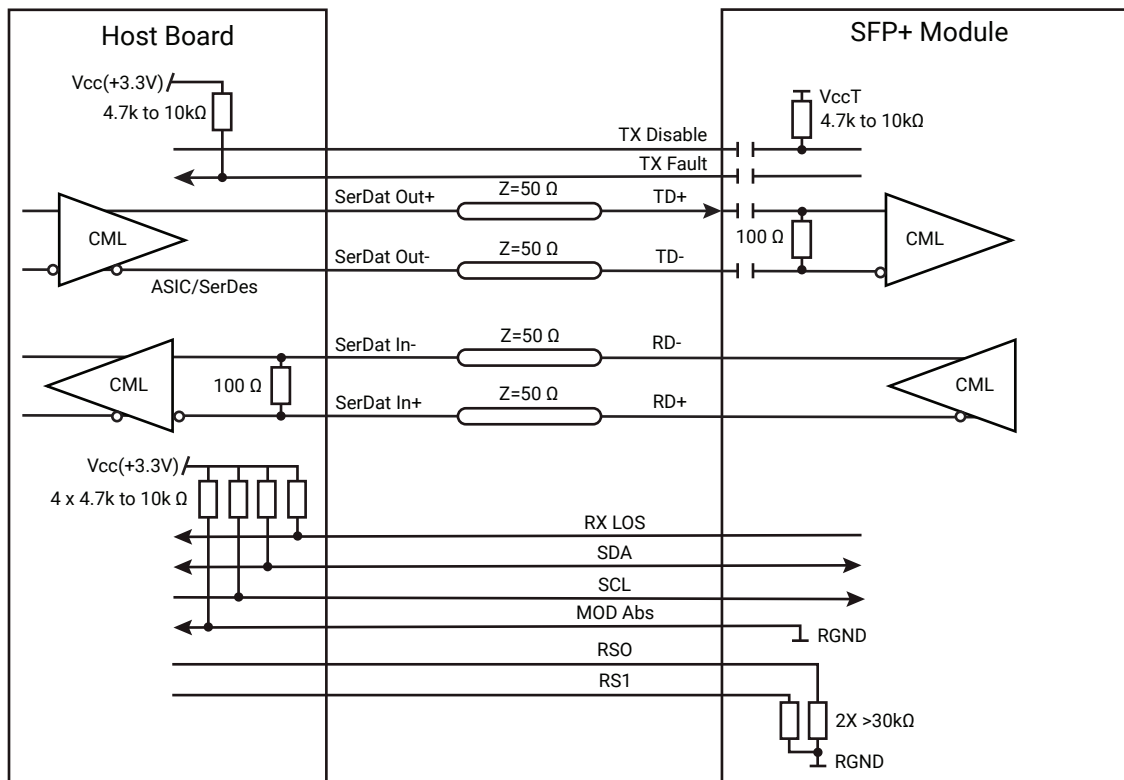 Host Board
SFP+ Module
Vcc(+3.3V)
4.7k to 10kΩ
VccT
4.7k to 10kΩ
TX Disable
TX Fault
SerDat Out+
Z=50 Ω
TD+
CML
100 Ω
CML
SerDat Out-
Z=50 Ω
TD-
ASIC/SerDes
SerDat In-
Z=50 Ω
RD-
CML
100 Ω
CML
SerDat In+
Z=50 Ω
RD+
Vcc(+3.3V)
4 x 4.7k to 10k Ω
RX LOS
SDA
SCL
MOD Abs
RGND
RSO
RS1
2X >30kΩ
RGND